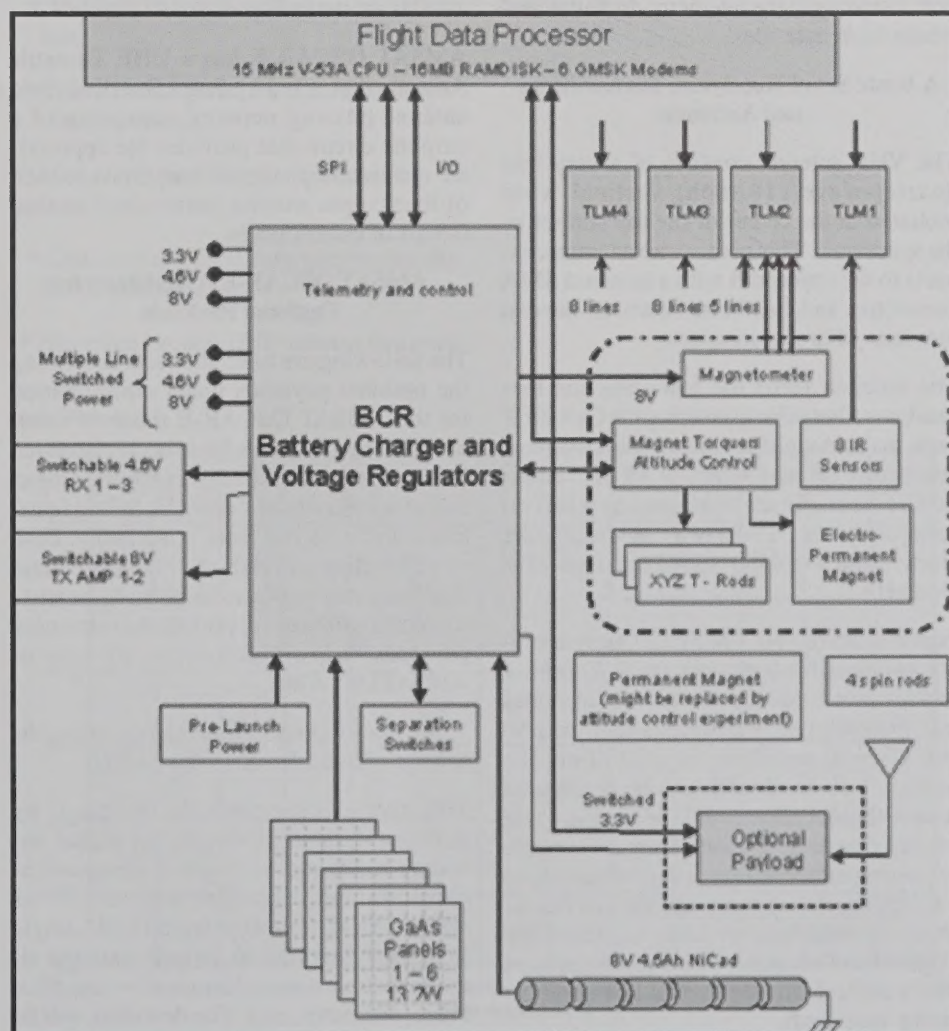 Flight Data Processor
15 MHz V-53A CPU – 16MB RAMDISK – 6 GMSK Modems
SPI
I/O
TLM4
TLM3
TLM2
TLM1
3.3V
4.6V
8V
Telemetry and control
8 lines
8 lines
5 lines
Multiple Line
Switched
Power
3.3V
4.6V
8V
8V
Magnetometer
BCR
Battery Charger and
Voltage Regulators
Magnet Torquers/
Attitude Control
8 IR
Sensors
Switchable 4.6V
RX 1 – 3
Switchable 8V
TX AMP 1-2
XYZ T - Rods
Electro-
Permanent
Magnet
Pre-Launch
Power
Separation
Switches
Permanent Magnet
(might be replaced by
attitude control experiment)
4 spin rods
Switched
3.3V
Optional
Payload
GaAs
Panels
1 – 6
13.7W
8V 4.5Ah NiCad